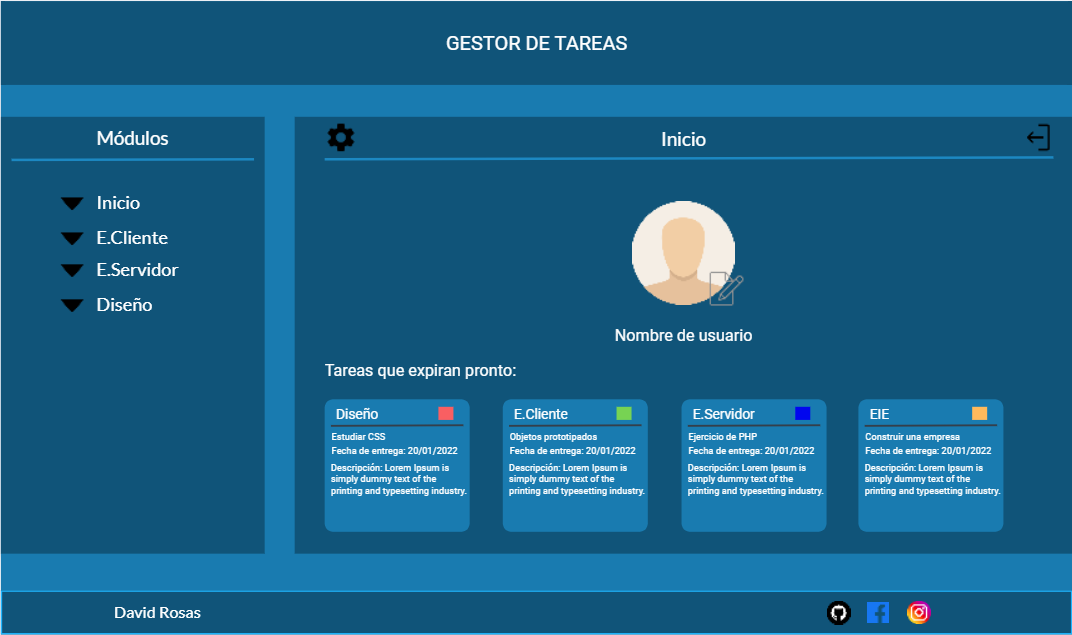 GESTOR DE TAREAS
Módulos
Inicio
E.Cliente
E.Servidor
Diseño
Inicio
Nombre de usuario
Tareas que expiran pronto:
Diseño
Estudiar CSS
Fecha de entrega: 20/01/2022
Descripción: Lorem Ipsum is
simply dummy text of the
printing and typesetting industry.
E.Cliente
Objetos prototipados
Fecha de entrega: 20/01/2022
Descripción: Lorem Ipsum is
simply dummy text of the
printing and typesetting industry.
E.Servidor
Ejercicio de PHP
Fecha de entrega: 20/01/2022
Descripción: Lorem Ipsum is
simply dummy text of the
printing and typesetting industry.
EIE
Construir una empresa
Fecha de entrega: 20/01/2022
Descripción: Lorem Ipsum is
simply dummy text of the
printing and typesetting industry.
David Rosas